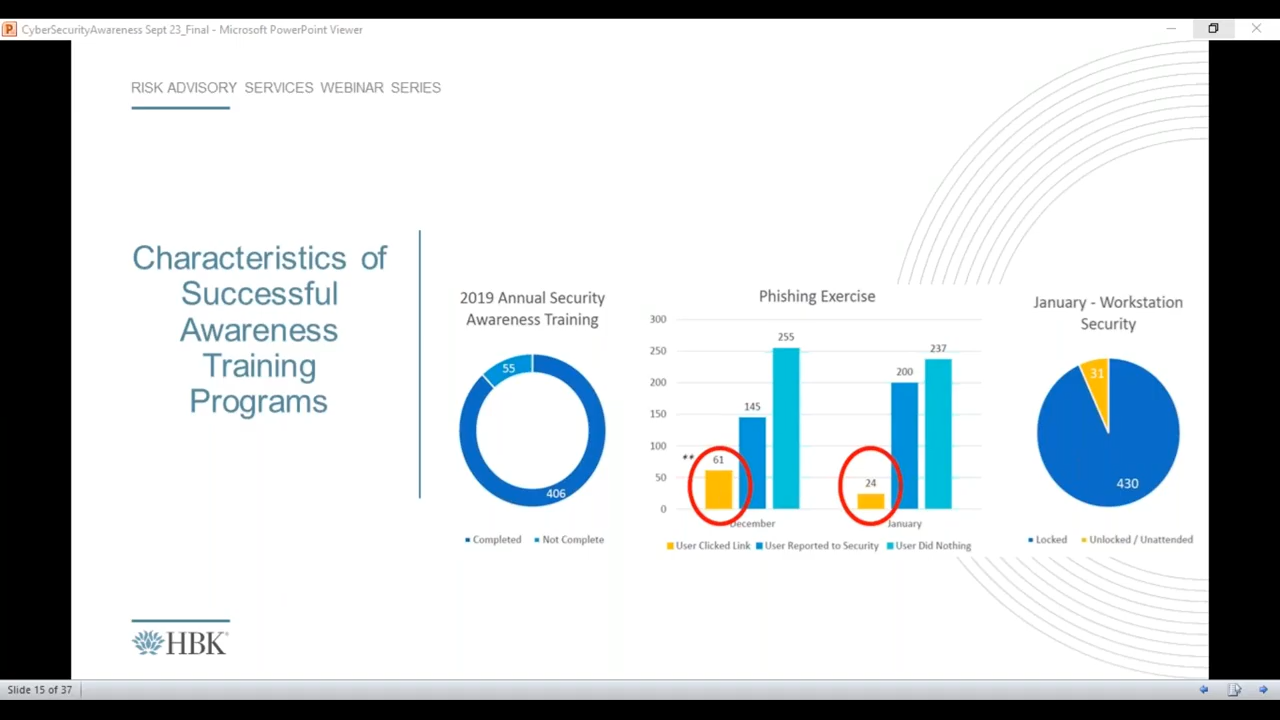 CyberSecurityAwareness Sept 23_Final - Microsoft PowerPoint Viewer
RISK ADVISORY SERVICES WEBINAR SERIES
Characteristics of
Successful
Awareness
Training
Programs
2019 Annual Security
Awareness Training
55
406
Completed
Not Complete
Phishing Exercise
300
250
200
150
100
50
0
**
61
145
255
24
200
237
December
January
User Clicked Link
User Reported to Security
User Did Nothing
January - Workstation
Security
31
430
Locked
Unlocked / Unattended
HBK
Slide 15 of 37